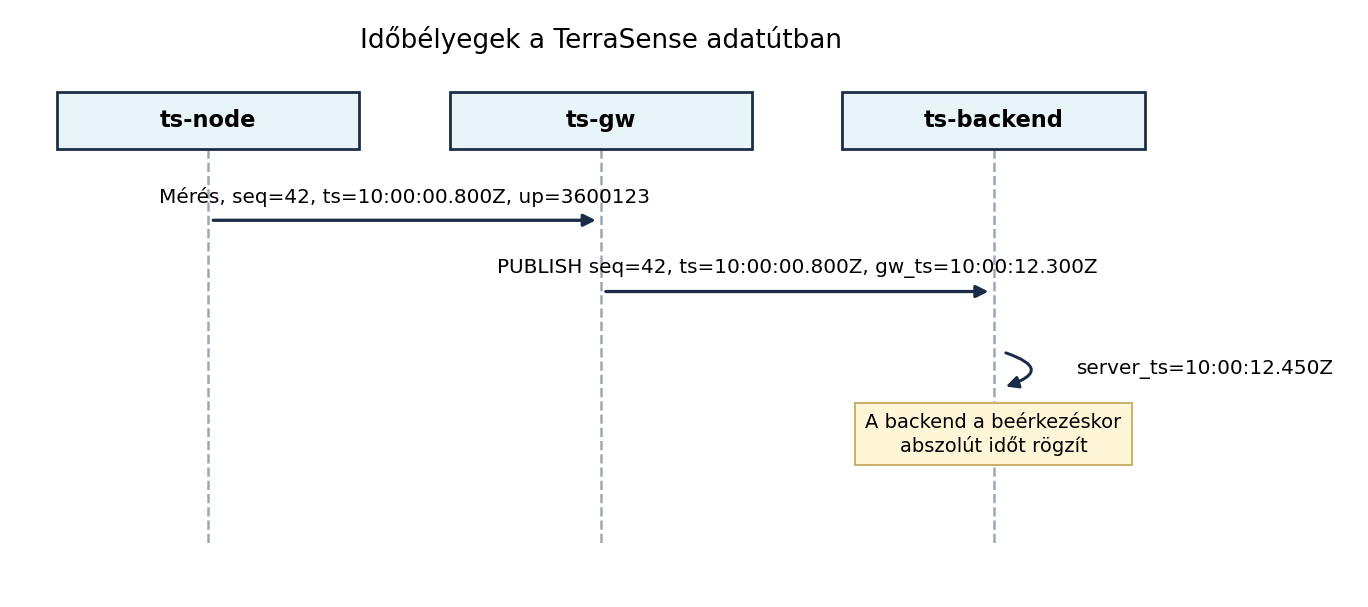 Időbélyegek a TerraSense adatútban
ts-node
ts-gw
ts-backend
Mérés, seq=42, ts=10:00:00.800Z, up=3600123
PUBLISH seq=42, ts=10:00:00.800Z, gw_ts=10:00:12.300Z
server_ts=10:00:12.450Z
A backend a beérkezéskor
abszolút időt rögzít